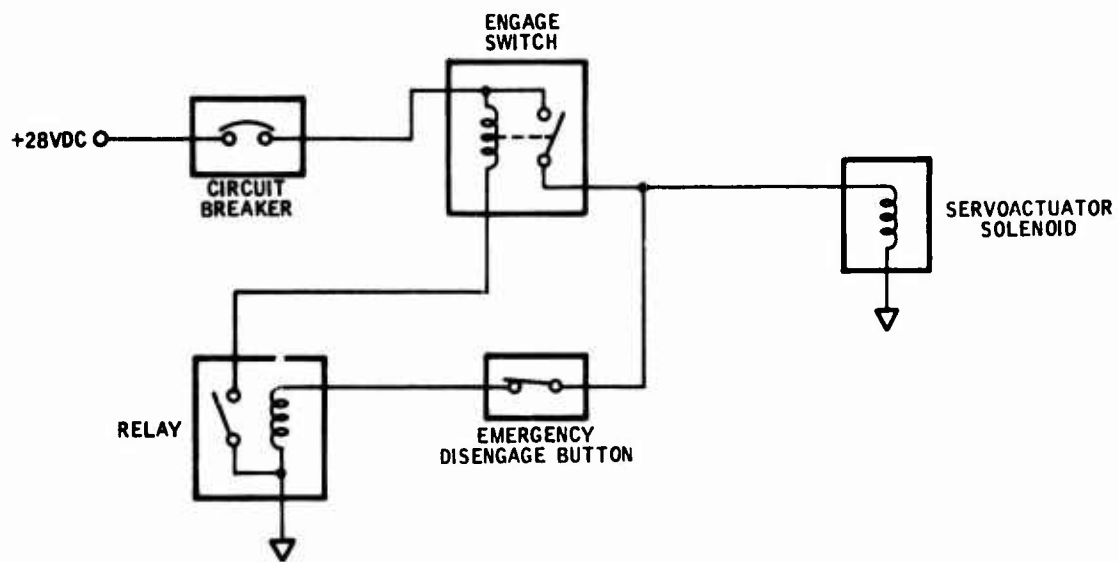 ENGAGE
SWITCH
+28VDC
CIRCUIT
BREAKER
SERVOACTUATOR
SOLENOID
RELAY
EMERGENCY
DISENGAGE BUTTON